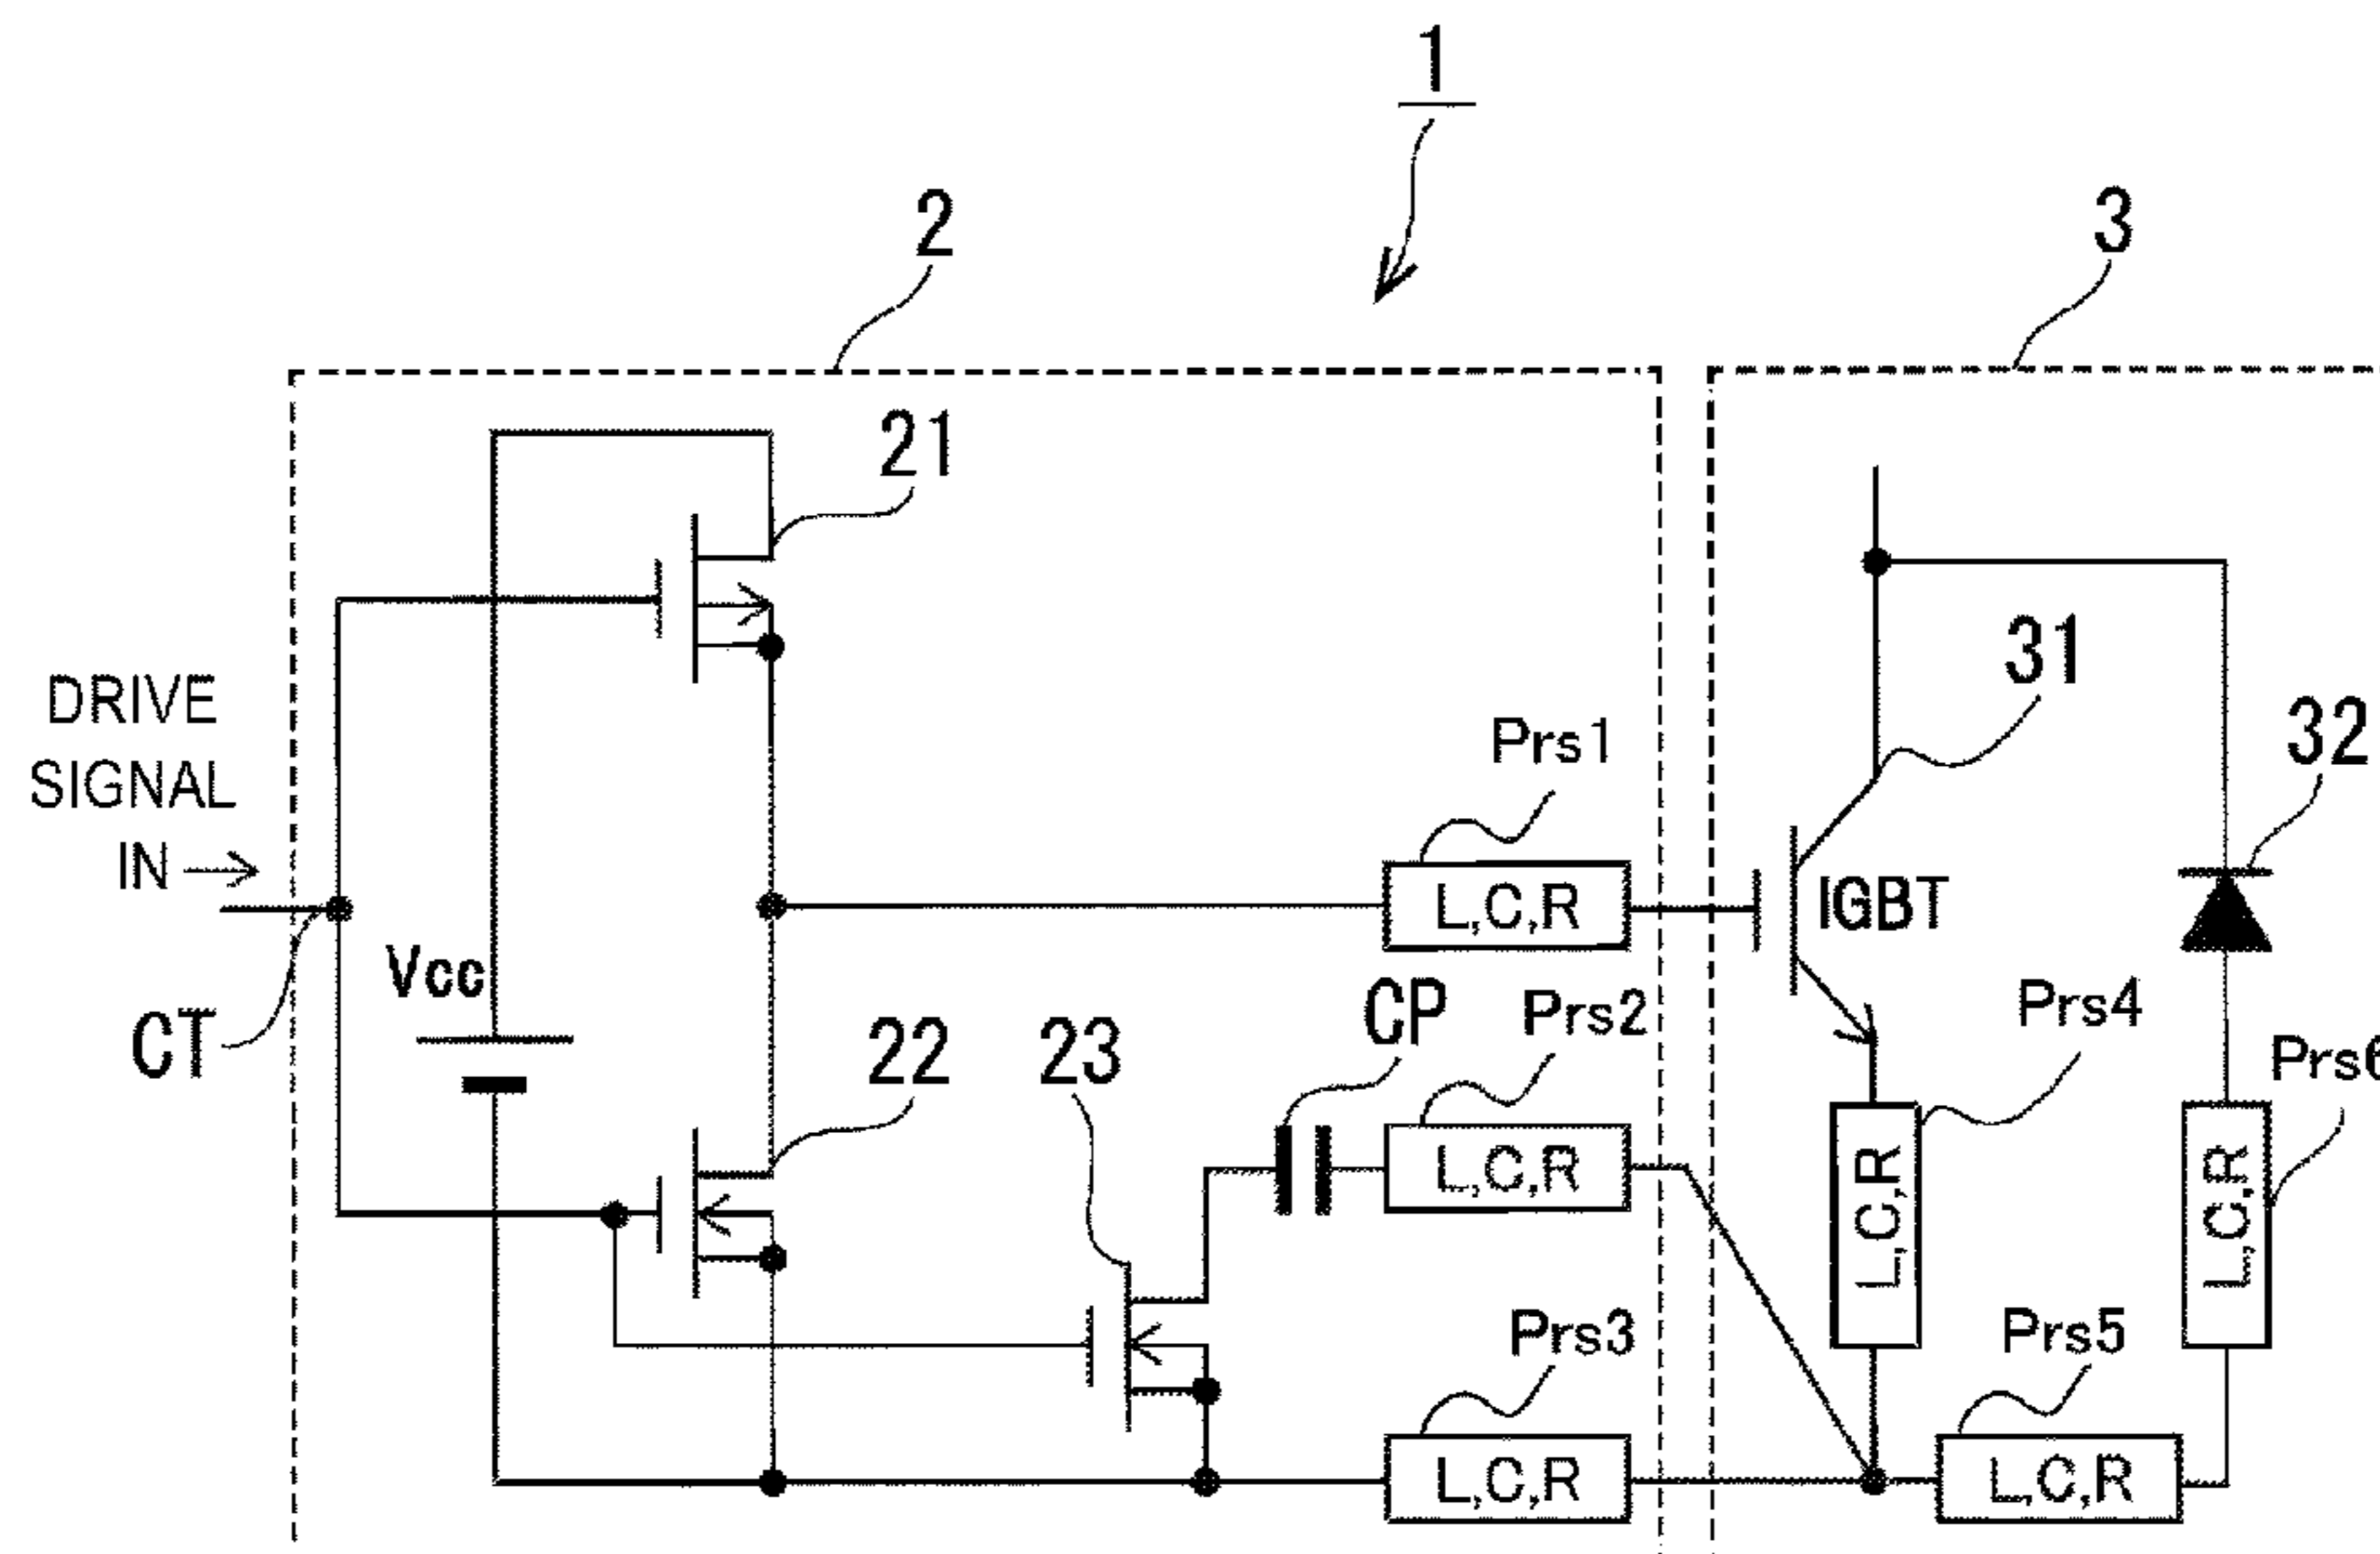 1
2
3
21
31
DRIVE
SIGNAL
IN
Prs1
32
L,C,R
IGBT
Vcc
CT
22
23
CP
Prs2
Prs4
Prs6
L,C,R
L,C,R
L,C,R
Prs3
Prs5
L,C,R
L,C,R